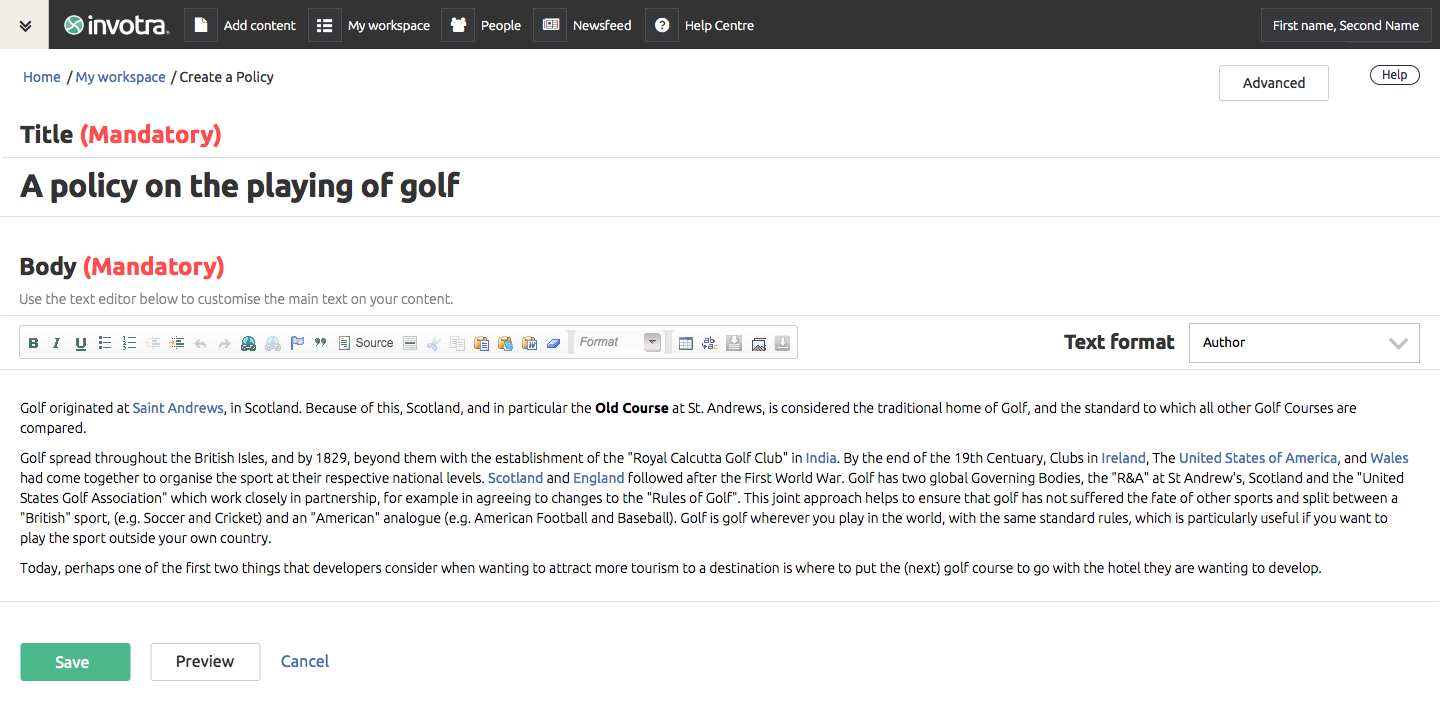 invotra. Add content My workspace People Newsfeed ? Help Centre First name, Second Name
Home / My workspace / Create a Policy
Advanced
Help
Title (Mandatory)
A policy on the playing of golf
Body (Mandatory)
Use the text editor below to customise the main text on your content.
B I U Source Format
Text format Author
Golf originated at Saint Andrews, in Scotland. Because of this, Scotland, and in particular the Old Course at St. Andrews, is considered the traditional home of Golf, and the standard to which all other Golf Courses are
compared.
Golf spread throughout the British Isles, and by 1829, beyond them with the establishment of the "Royal Calcutta Golf Club" in India. By the end of the 19th Centuary, Clubs in Ireland, The United States of America, and Wales
had come together to organise the sport at their respective national levels. Scotland and England followed after the First World War. Golf has two global Governing Bodies, the "R&A" at St Andrew's, Scotland and the "United
States Golf Association" which work closely in partnership, for example in agreeing to changes to the "Rules of Golf". This joint approach helps to ensure that golf has not suffered the fate of other sports and split between a
"British" sport, (e.g. Soccer and Cricket) and an "American" analogue (e.g. American Football and Baseball). Golf is golf wherever you play in the world, with the same standard rules, which is particularly useful if you want to
play the sport outside your own country.
Today, perhaps one of the first two things that developers consider when wanting to attract more tourism to a destination is where to put the (next) golf course to go with the hotel they are wanting to develop.
Save Preview Cancel